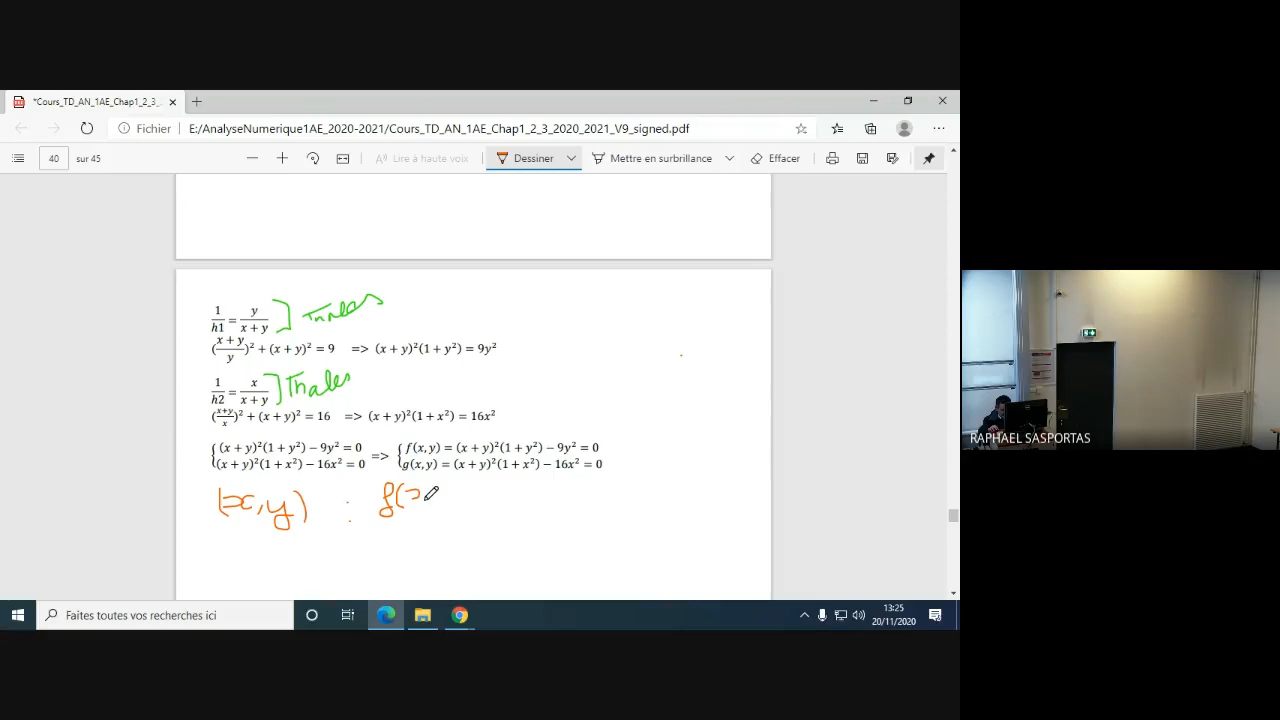 *Cours_TD_AN_1AE_Chap1_2_3_
Fichier E:/AnalyseNumerique1AE_2020-2021/Cours_TD_AN_1AE_Chap1_2_3_2020_2021_V9_signed.pdf
40 sur 45 Lire à haute voix Dessiner Mettre en surbrillance Effacer
1/h1 = y/(x + y) ] Thales
((x + y)/y)² + (x + y)² = 9 => (x + y)²(1 + y²) = 9y²
1/h2 = x/(x + y) ] Thales
((x+y)/x)² + (x + y)² = 16 => (x + y)²(1 + x²) = 16x²
{(x + y)²(1 + y²) − 9y² = 0 => {f(x, y) = (x + y)²(1 + y²) − 9y² = 0
(x + y)²(1 + x²) − 16x² = 0 g(x, y) = (x + y)²(1 + x²) − 16x² = 0
(x, y) : f(x
RAPHAEL SASPORTAS
Faites toutes vos recherches ici
13:25
20/11/2020